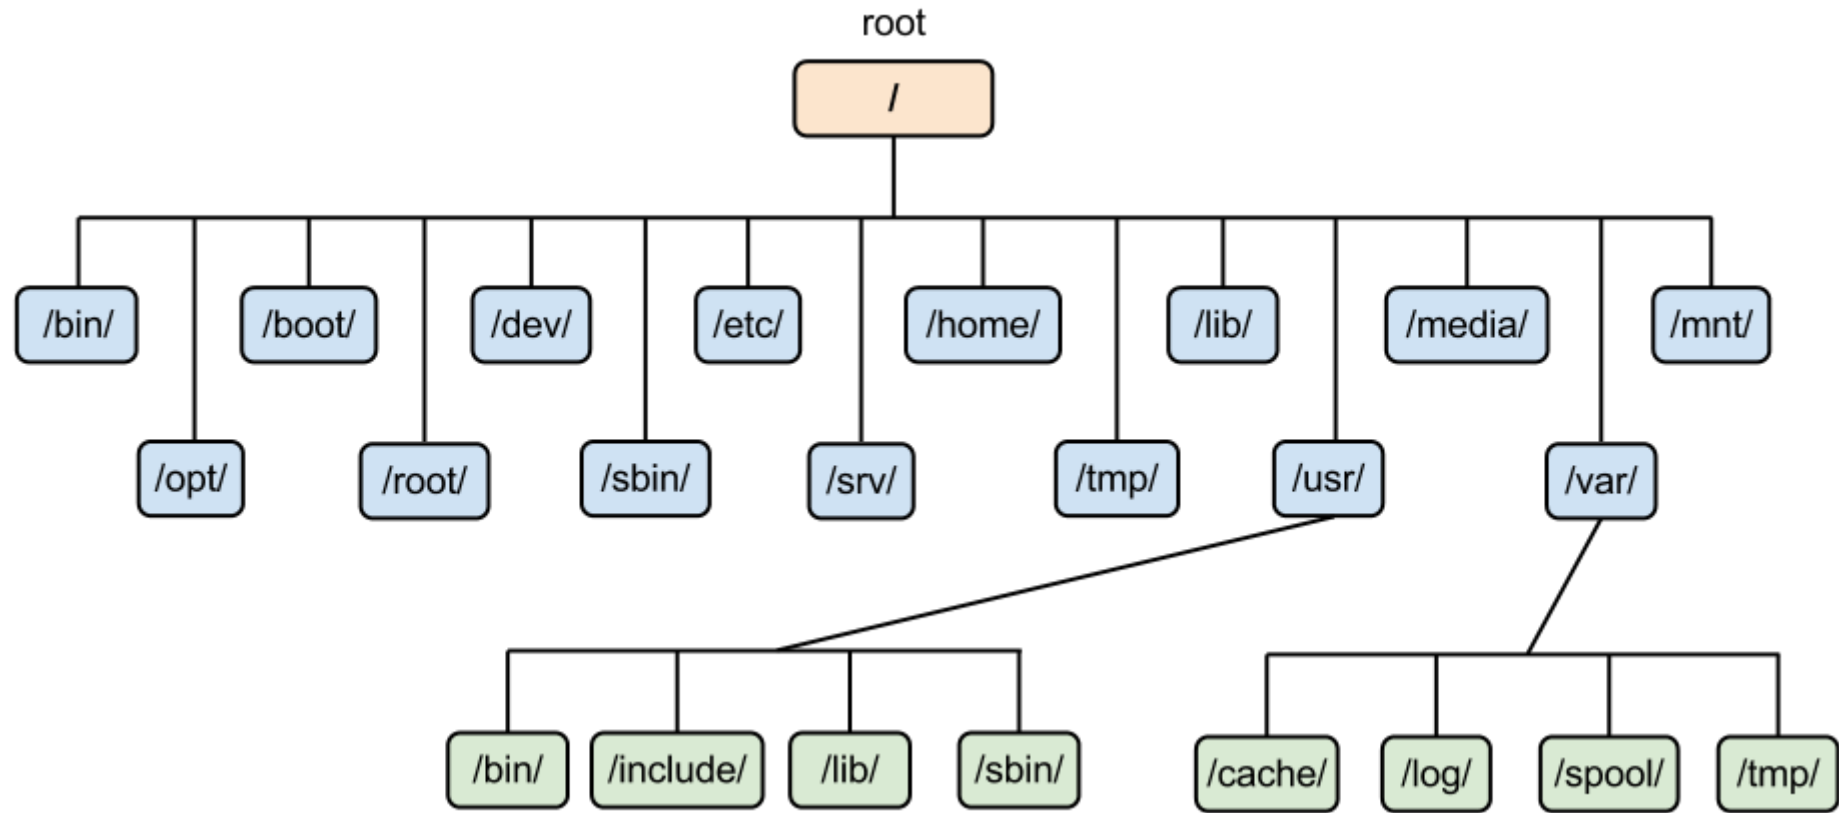 root
/
/bin/
/boot/
/dev/
/etc/
/home/
/lib/
/media/
/mnt/
/opt/
/root/
/sbin/
/srv/
/tmp/
/usr/
/var/
/bin/
/include/
/lib/
/sbin/
/cache/
/log/
/spool/
/tmp/